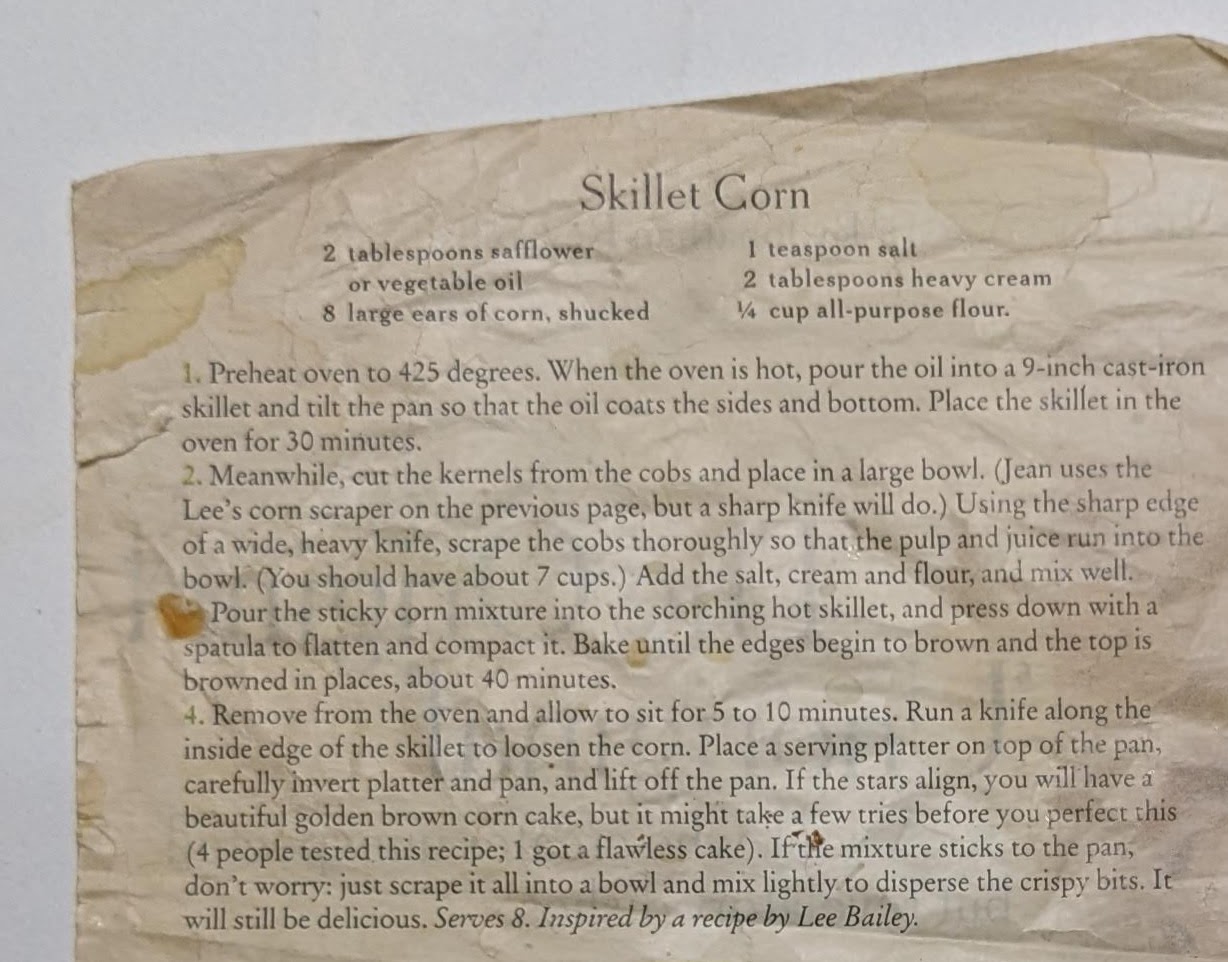 Skillet Corn
2 tablespoons safflower
or vegetable oil
8 large ears of corn, shucked
1 teaspoon salt
2 tablespoons heavy cream
¼ cup all-purpose flour.
1. Preheat oven to 425 degrees. When the oven is hot, pour the oil into a 9-inch cast-iron
skillet and tilt the pan so that the oil coats the sides and bottom. Place the skillet in the
oven for 30 minutes.
2. Meanwhile, cut the kernels from the cobs and place in a large bowl. (Jean uses the
Lee's corn scraper on the previous page, but a sharp knife will do.) Using the sharp edge
of a wide, heavy knife, scrape the cobs thoroughly so that the pulp and juice run into the
bowl. (You should have about 7 cups.) Add the salt, cream and flour, and mix well.
Pour the sticky corn mixture into the scorching hot skillet, and press down with a
spatula to flatten and compact it. Bake until the edges begin to brown and the top is
browned in places, about 40 minutes.
4. Remove from the oven and allow to sit for 5 to 10 minutes. Run a knife along the
inside edge of the skillet to loosen the corn. Place a serving platter on top of the pan,
carefully invert platter and pan, and lift off the pan. If the stars align, you will have a
beautiful golden brown corn cake, but it might take a few tries before you perfect this
(4 people tested this recipe; 1 got a flawless cake). If the mixture sticks to the pan,
don't worry: just scrape it all into a bowl and mix lightly to disperse the crispy bits. It
will still be delicious. Serves 8. Inspired by a recipe by Lee Bailey.